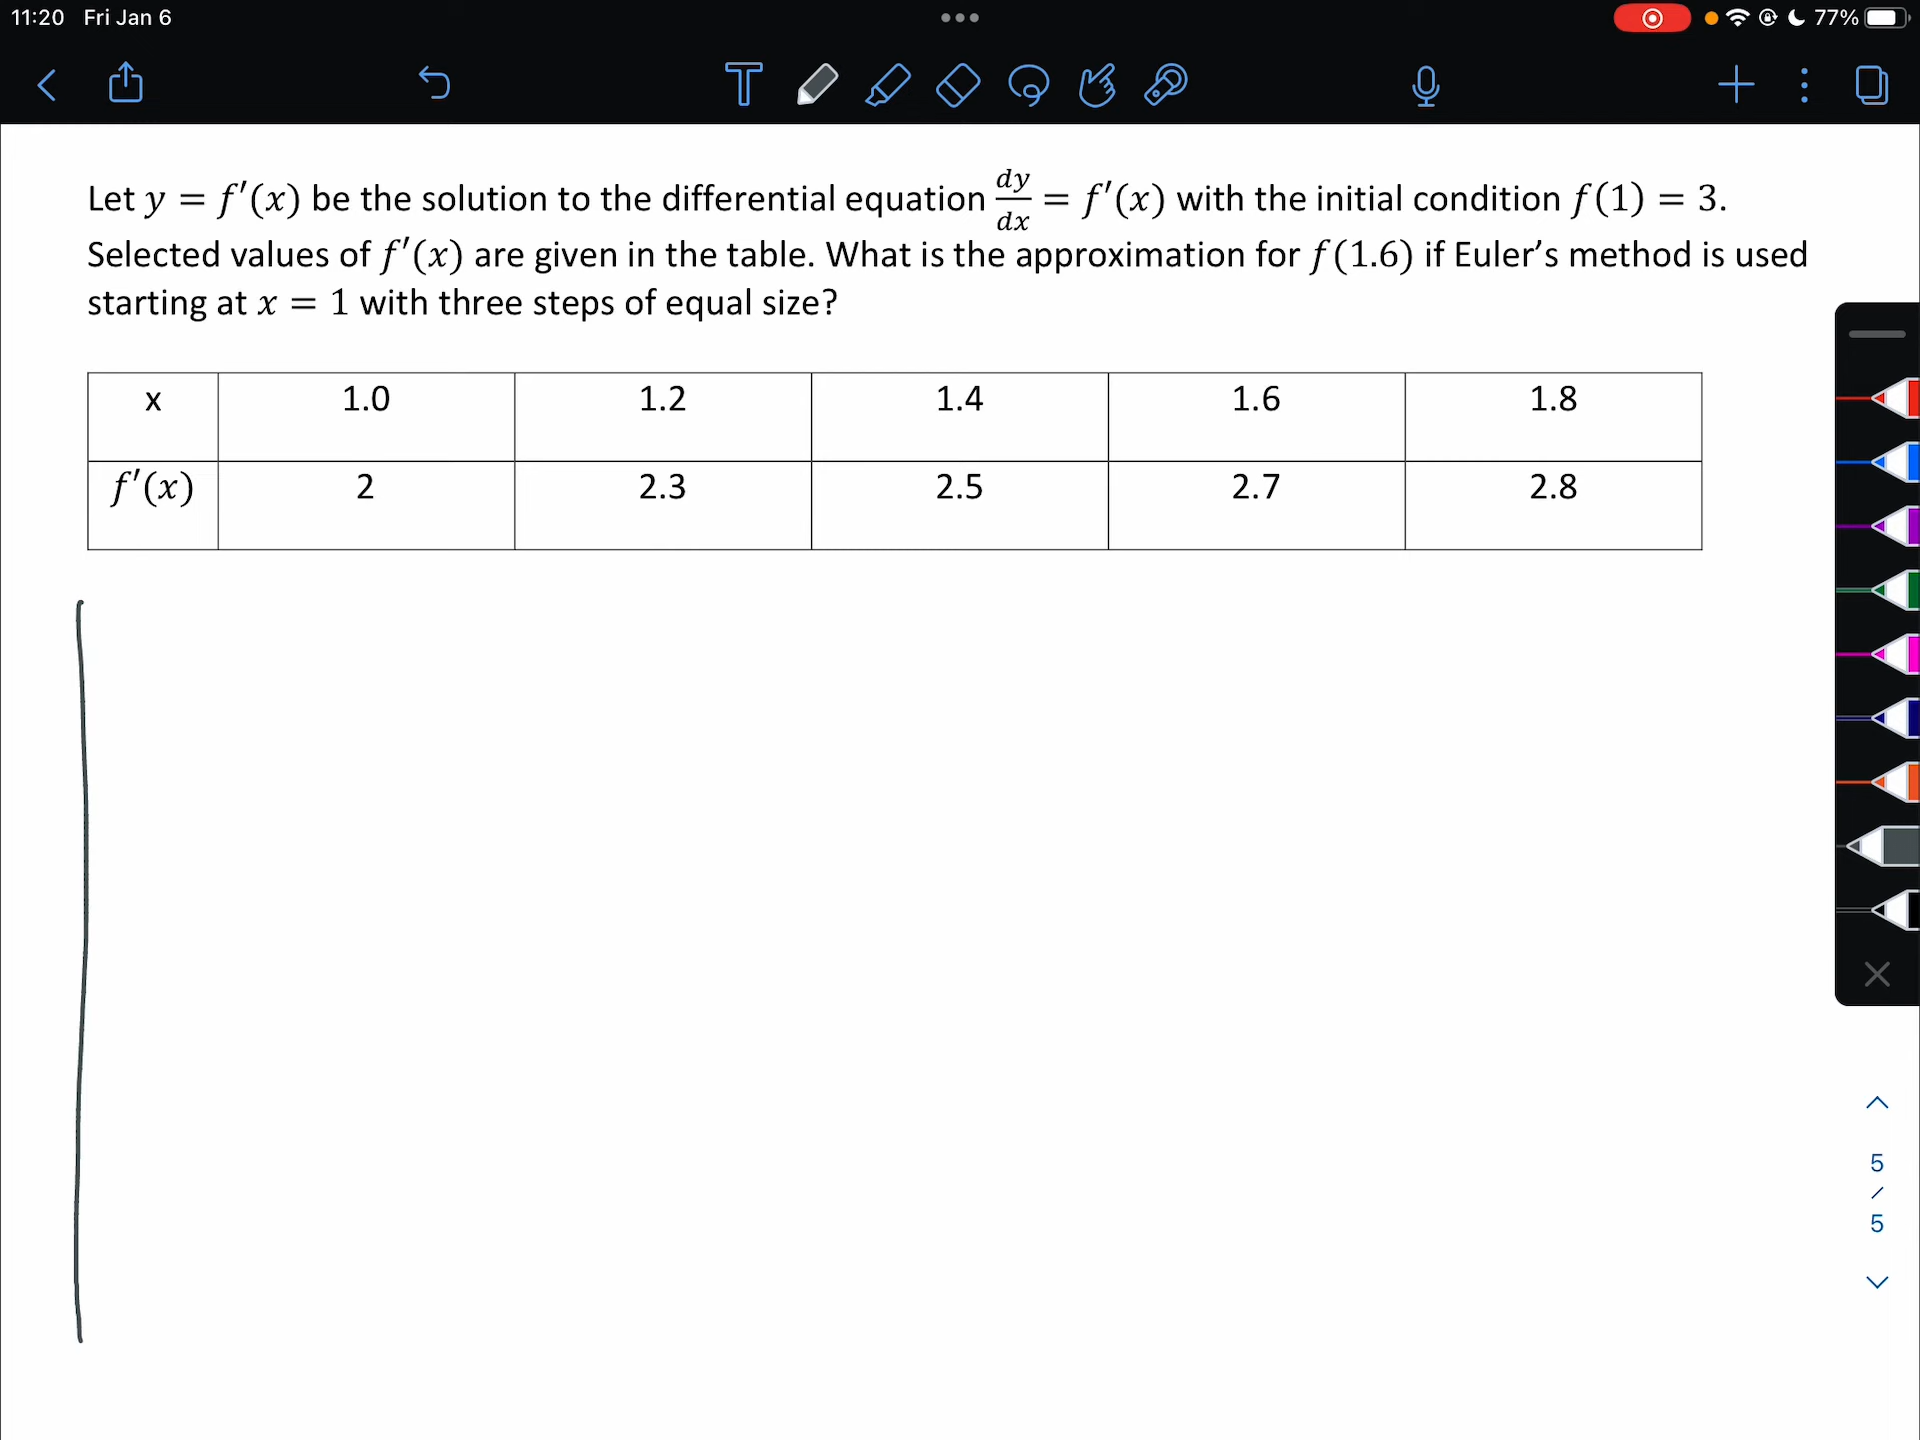 11:20 Fri Jan 6
77%
Let y = f′(x) be the solution to the differential equation dy/dx = f′(x) with the initial condition f(1) = 3.
Selected values of f′(x) are given in the table. What is the approximation for f(1.6) if Euler’s method is used
starting at x = 1 with three steps of equal size?
x 1.0 1.2 1.4 1.6 1.8
f′(x) 2 2.3 2.5 2.7 2.8
5
/
5